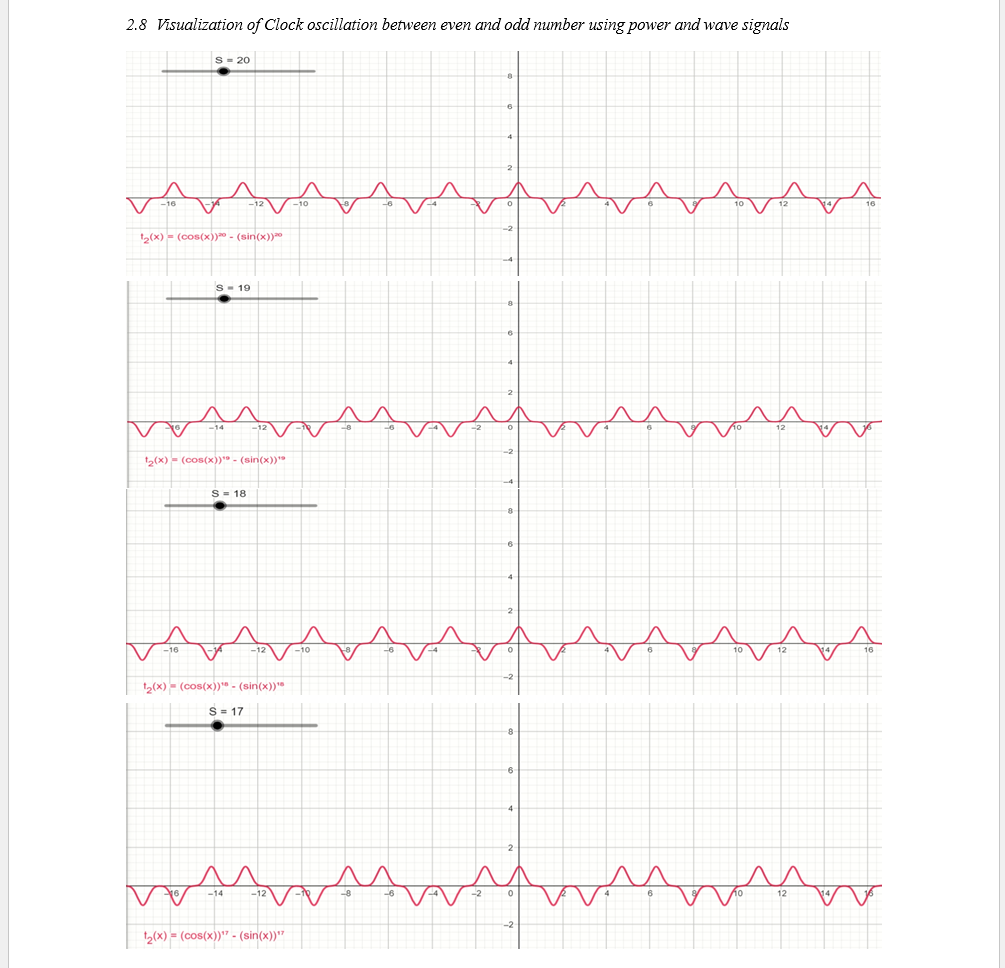 2.8 Visualization of Clock oscillation between even and odd number using power and wave signals
S = 20
8
6
4
2
-16 -14 -12 -10 -8 -6 -4 -2 0 2 4 6 8 10 12 14 16
-2
-4
t₂(x) = (cos(x))²⁰ - (sin(x))²⁰
S = 19
8
6
4
2
-16 -14 -12 -10 -8 -6 -4 -2 0 2 4 6 8 10 12 14 16
-2
-4
t₂(x) = (cos(x))¹⁹ - (sin(x))¹⁹
S = 18
8
6
4
2
-16 -14 -12 -10 -8 -6 -4 -2 0 2 4 6 8 10 12 14 16
-2
t₂(x) = (cos(x))¹⁸ - (sin(x))¹⁸
S = 17
8
6
4
2
-16 -14 -12 -10 -8 -6 -4 -2 0 2 4 6 8 10 12 14 16
-2
t₂(x) = (cos(x))¹⁷ - (sin(x))¹⁷